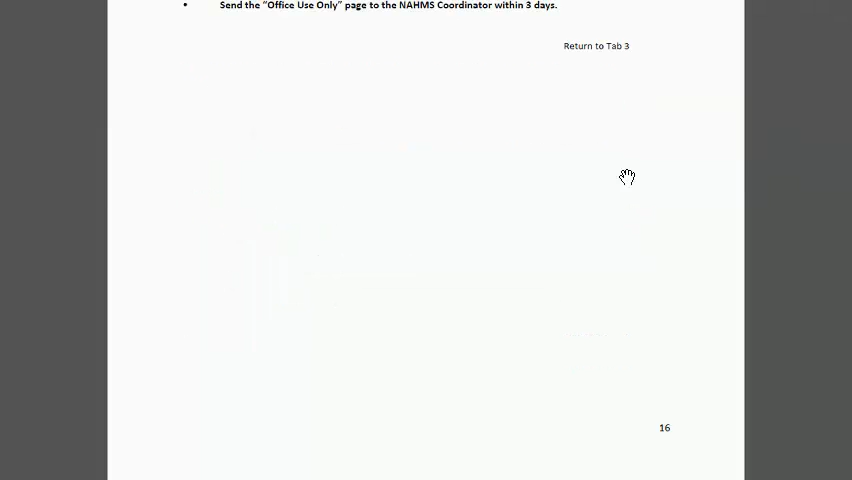 • Send the “Office Use Only” page to the NAHMS Coordinator within 3 days.
Return to Tab 3
16